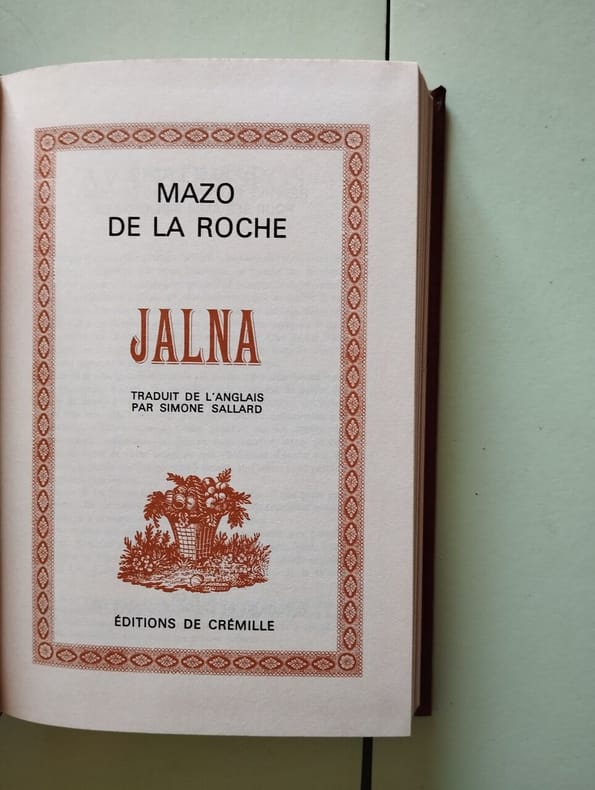 MAZO
DE LA ROCHE
JALNA
TRADUIT DE L'ANGLAIS
PAR SIMONE SALLARD
ÉDITIONS DE CRÉMILLE